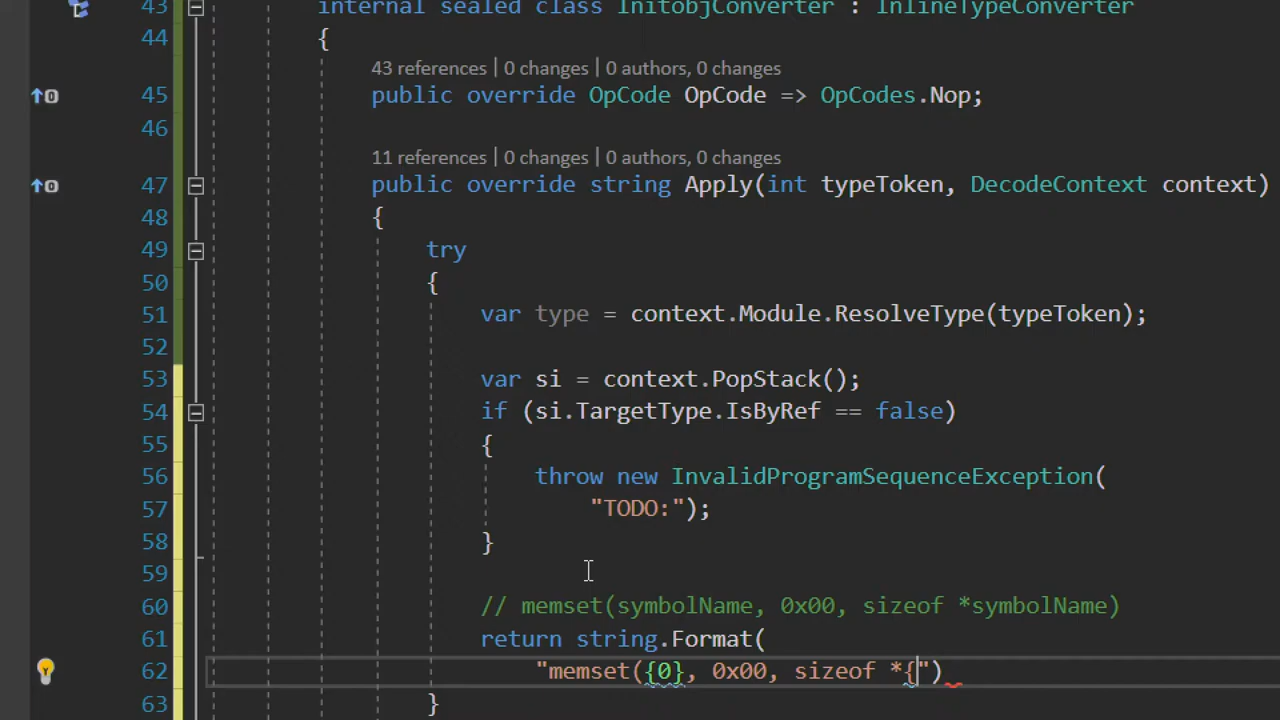 43 internal sealed class InitobjConverter : InlineTypeConverter
44 {
43 references | 0 changes | 0 authors, 0 changes
45 public override OpCode OpCode => OpCodes.Nop;
46
11 references | 0 changes | 0 authors, 0 changes
47 public override string Apply(int typeToken, DecodeContext context)
48 {
49 try
50 {
51 var type = context.Module.ResolveType(typeToken);
52
53 var si = context.PopStack();
54 if (si.TargetType.IsByRef == false)
55 {
56 throw new InvalidProgramSequenceException(
57 "TODO:");
58 }
59
60 // memset(symbolName, 0x00, sizeof *symbolName)
61 return string.Format(
62 "memset({0}, 0x00, sizeof *{")
63 }